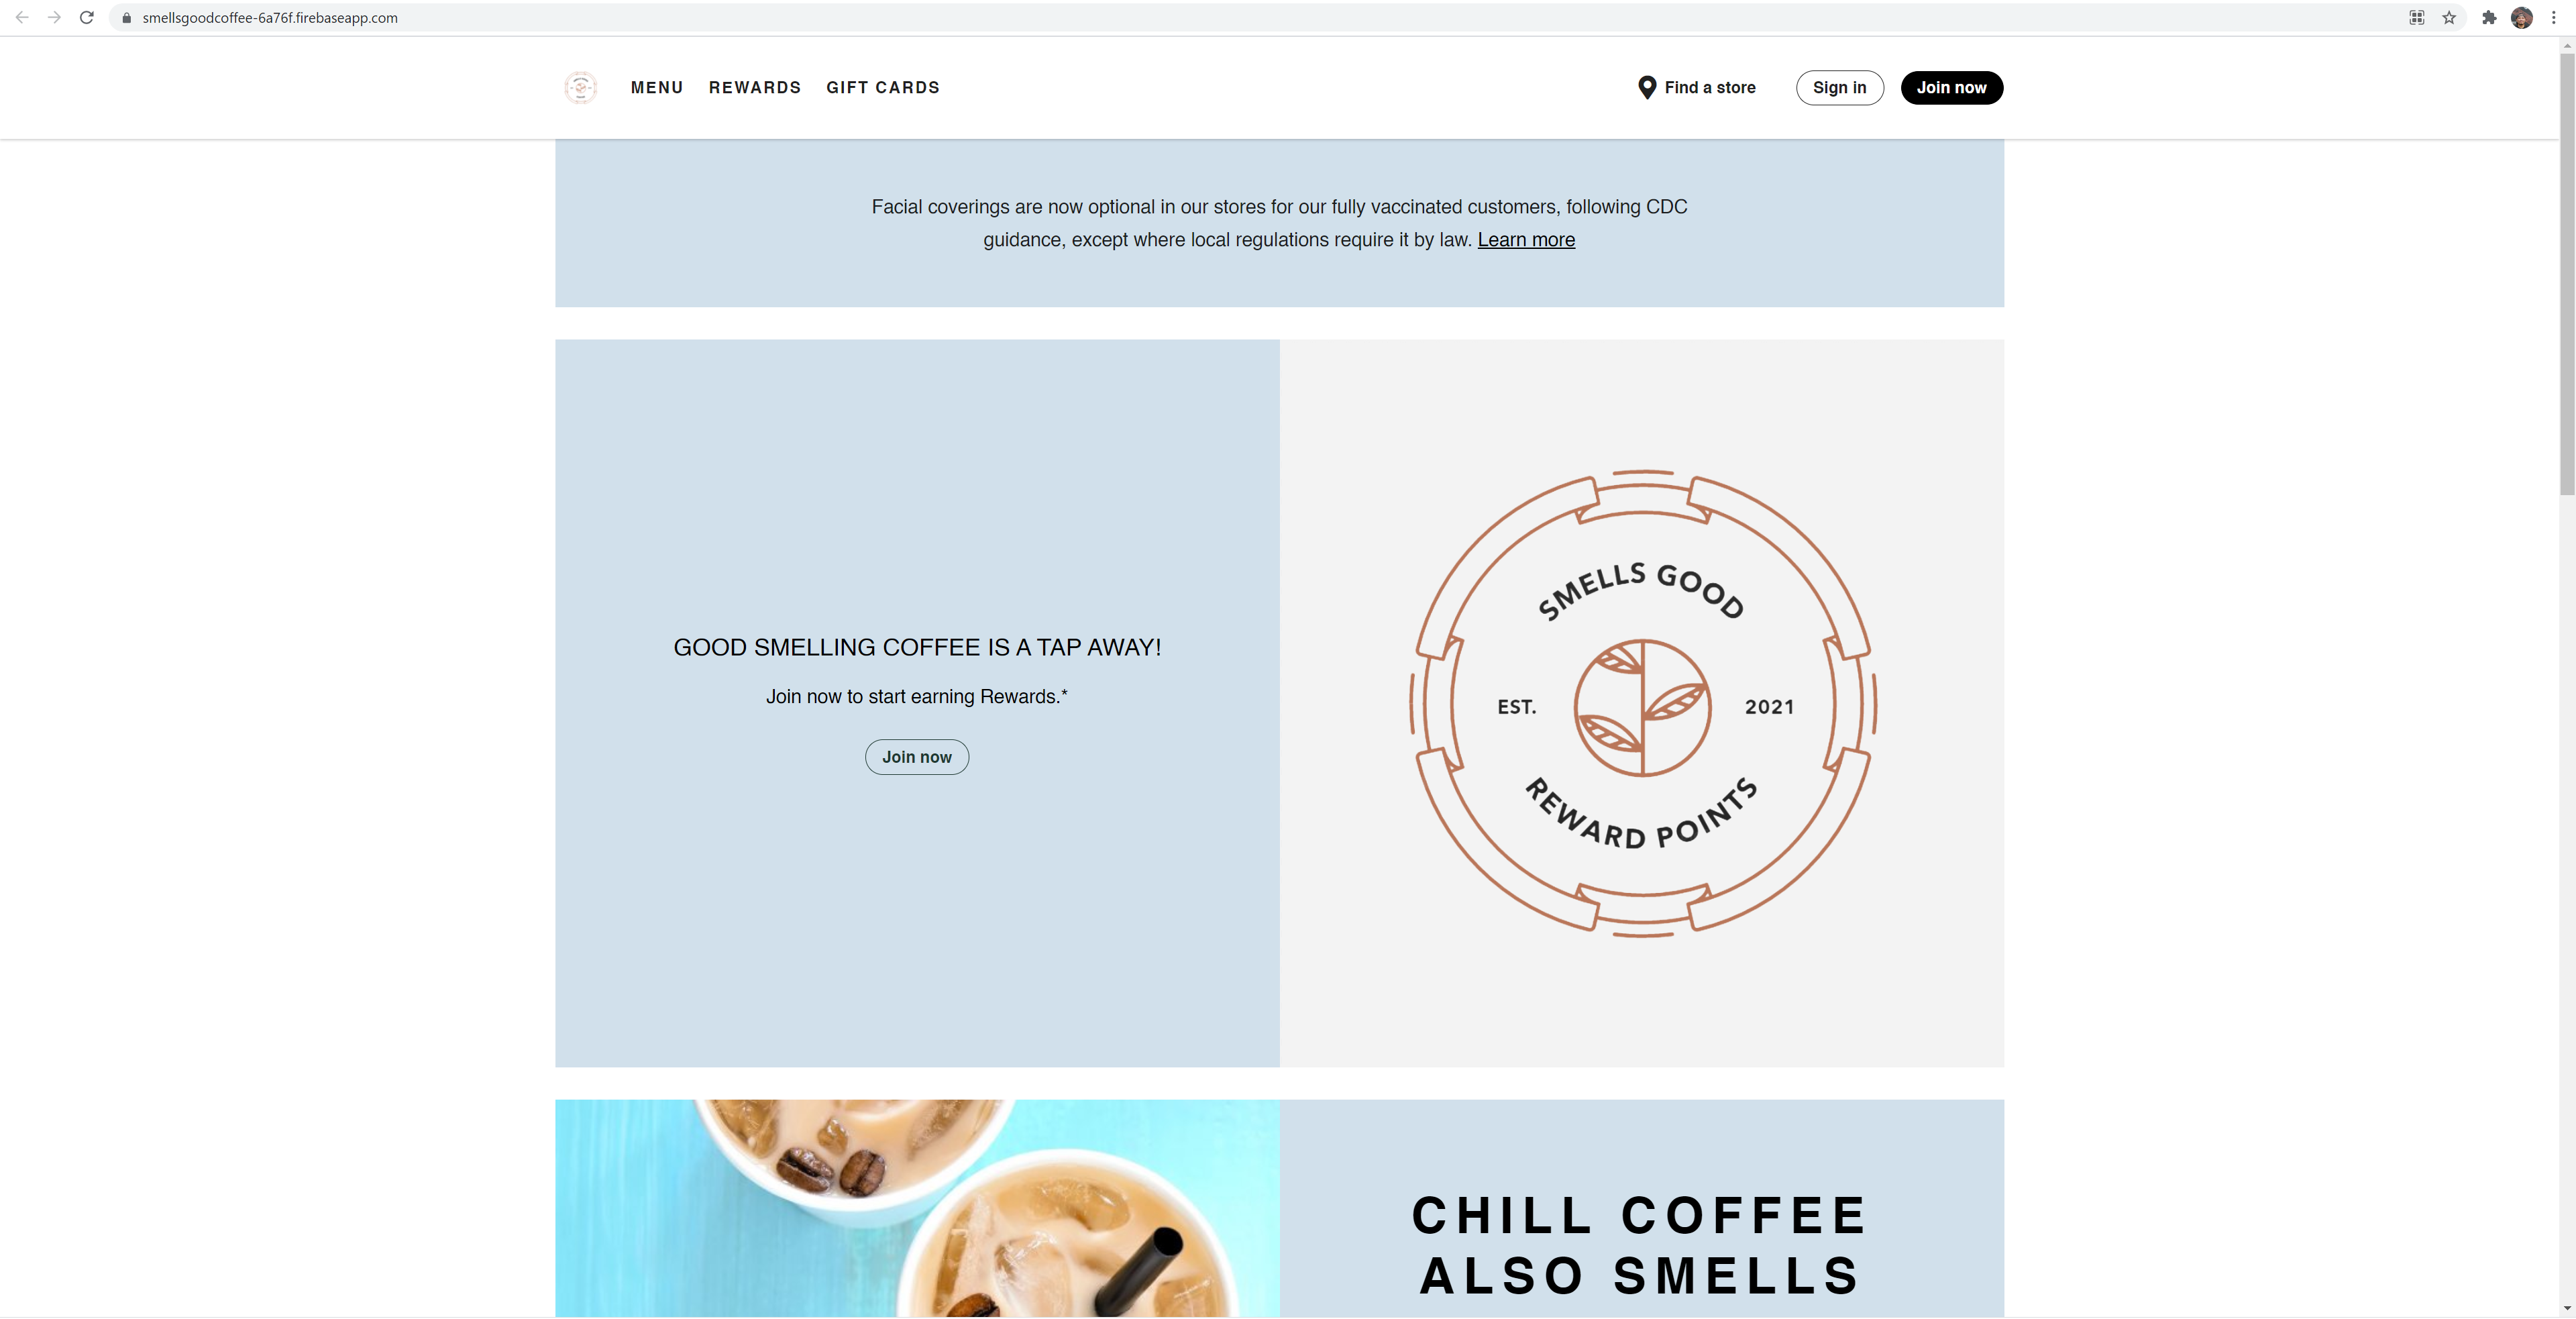 smellsgoodcoffee-6a76f.firebaseapp.com
MENU REWARDS GIFT CARDS Find a store Sign in Join now
Facial coverings are now optional in our stores for our fully vaccinated customers, following CDC
guidance, except where local regulations require it by law. Learn more
GOOD SMELLING COFFEE IS A TAP AWAY!
Join now to start earning Rewards.*
Join now
SMELLS GOOD
EST. 2021
REWARD POINTS
CHILL COFFEE
ALSO SMELLS